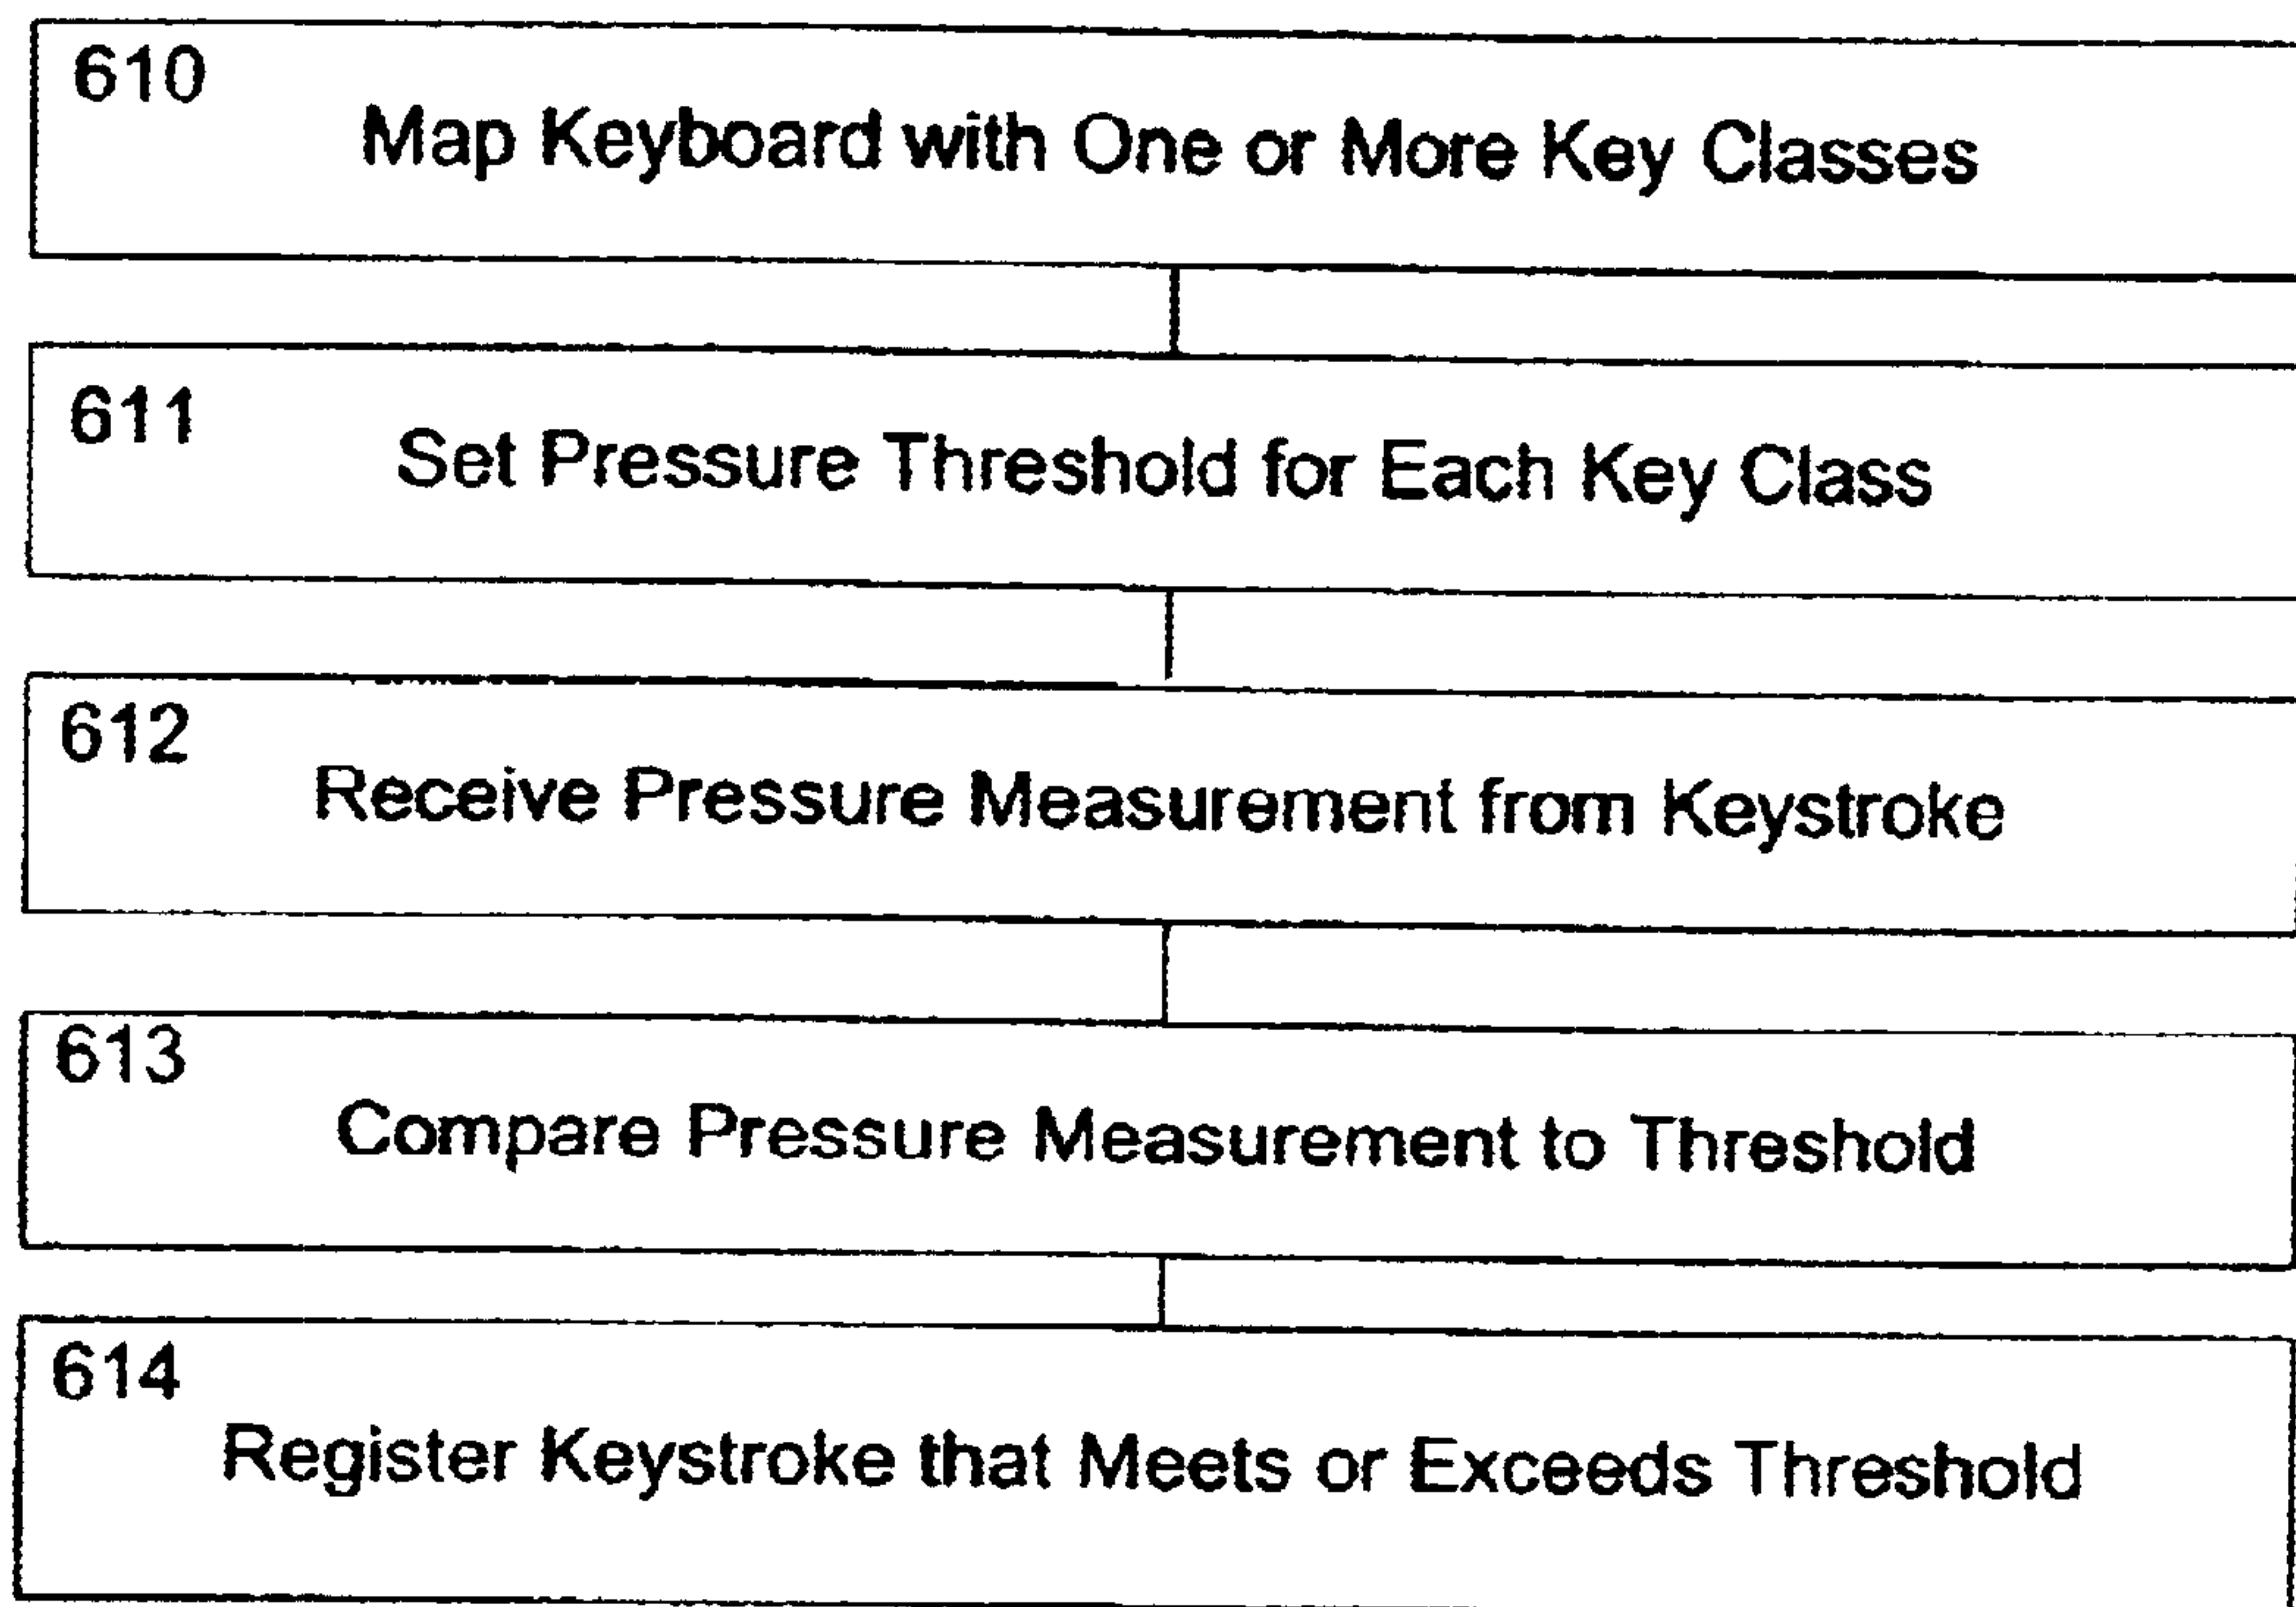 610
Map Keyboard with One or More Key Classes
611
Set Pressure Threshold for Each Key Class
612
Receive Pressure Measurement from Keystroke
613
Compare Pressure Measurement to Threshold
614
Register Keystroke that Meets or Exceeds Threshold